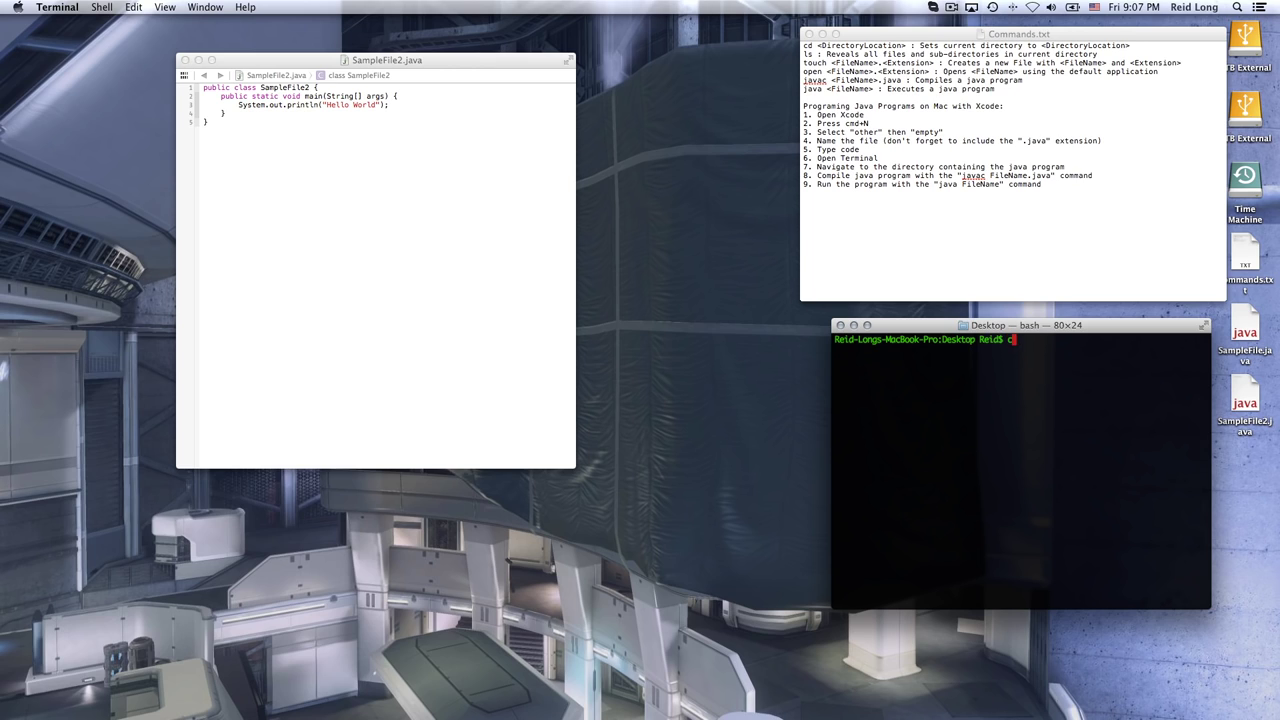 Terminal Shell Edit View Window Help
Fri 9:07 PM Reid Long
SampleFile2.java
SampleFile2.java class SampleFile2
1 public class SampleFile2 {
2 public static void main(String[] args) {
3 System.out.println("Hello World");
4 }
5 }
Commands.txt
cd <DirectoryLocation> : Sets current directory to <DirectoryLocation>
ls : Reveals all files and sub-directories in current directory
touch <FileName>.<Extension> : Creates a new File with <FileName> and <Extension>
open <FileName>.<Extension> : Opens <FileName> using the default application
javac <FileName>.java : Compiles a java program
java <FileName> : Executes a java program
Programing Java Programs on Mac with Xcode:
1. Open Xcode
2. Press cmd+N
3. Select "other" then "empty"
4. Name the file (don't forget to include the ".java" extension)
5. Type code
6. Open Terminal
7. Navigate to the directory containing the java program
8. Compile java program with the "javac FileName.java" command
9. Run the program with the "java FileName" command
Desktop — bash — 80×24
Reid-Longs-MacBook-Pro:Desktop Reid$ c
TB External
TB External
Time
Machine
TXT
mmands.tx
t
java
SampleFile.ja
va
java
SampleFile2.j
ava